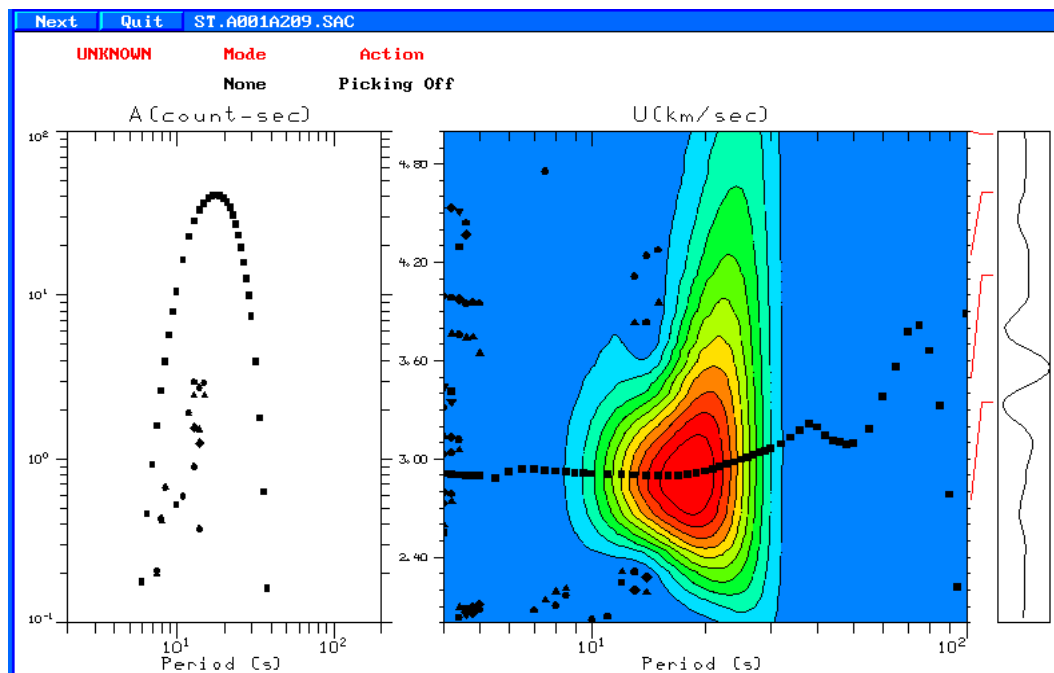 Next Quit ST.A001A209.SAC
UNKNOWN Mode Action
None Picking Off
A(count-sec) U(km/sec)
10²
10¹
10⁰
10⁻¹
10¹ 10²
Period (s)
4.80
4.20
3.60
3.00
2.40
10¹ 10²
Period (s)